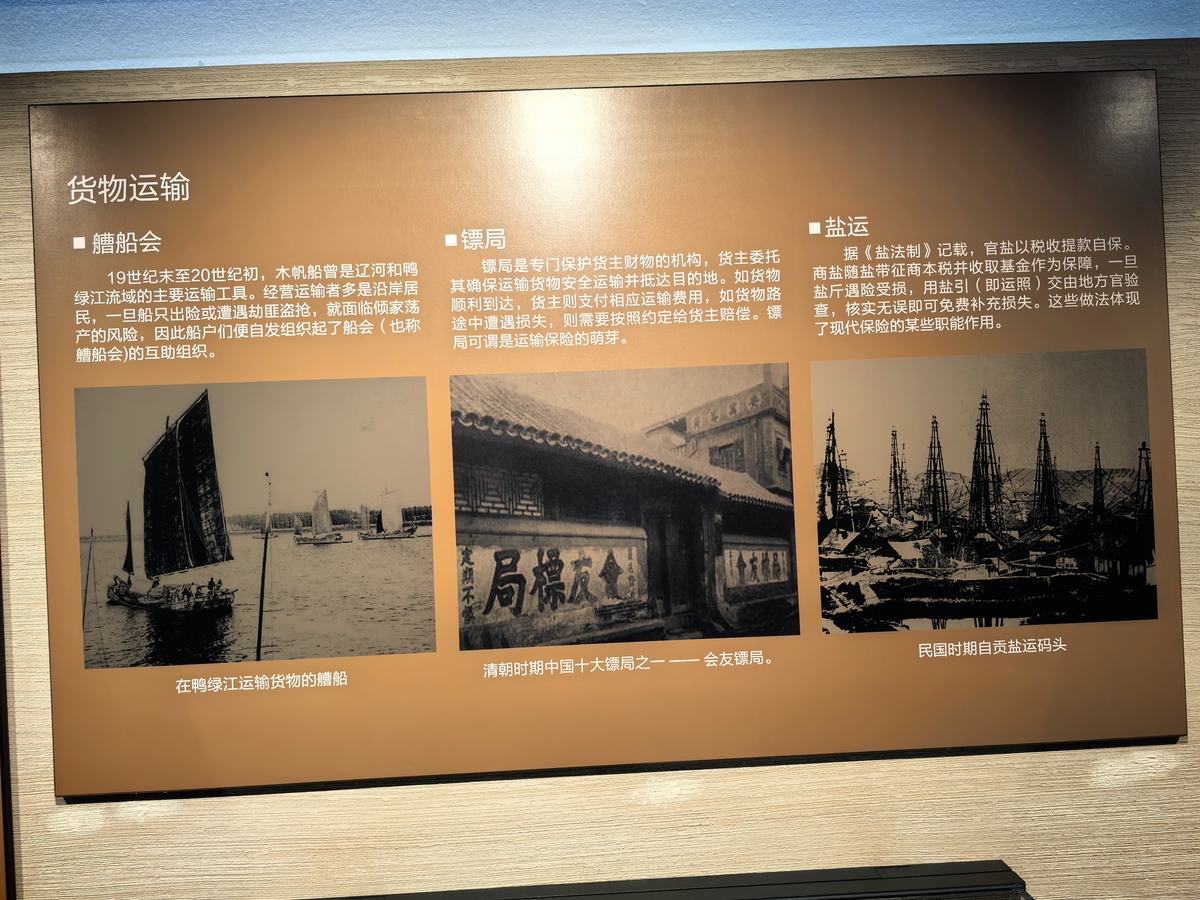 货物运输
■ 艚船会
19世纪末至20世纪初，木帆船曾是辽河和鸭
绿江流域的主要运输工具。经营运输者多是沿岸居
民，一旦船只出险或遭遇劫匪盗抢，就面临倾家荡
产的风险，因此船户们便自发组织起了船会（也称
艚船会)的互助组织。
在鸭绿江运输货物的艚船
■ 镖局
镖局是专门保护货主财物的机构，货主委托
其确保运输货物安全运输并抵达目的地。如货物
顺利到达，货主则支付相应运输费用，如货物路
途中遭遇损失，则需要按照约定给货主赔偿。镖
局可谓是运输保险的萌芽。
局標友會
清朝时期中国十大镖局之一 —— 会友镖局。
■ 盐运
据《盐法制》记载，官盐以税收提款自保。
商盐随盐带征商本税并收取基金作为保障，一旦
盐斤遇险受损，用盐引（即运照）交由地方官验
查，核实无误即可免费补充损失。这些做法体现
了现代保险的某些职能作用。
民国时期自贡盐运码头